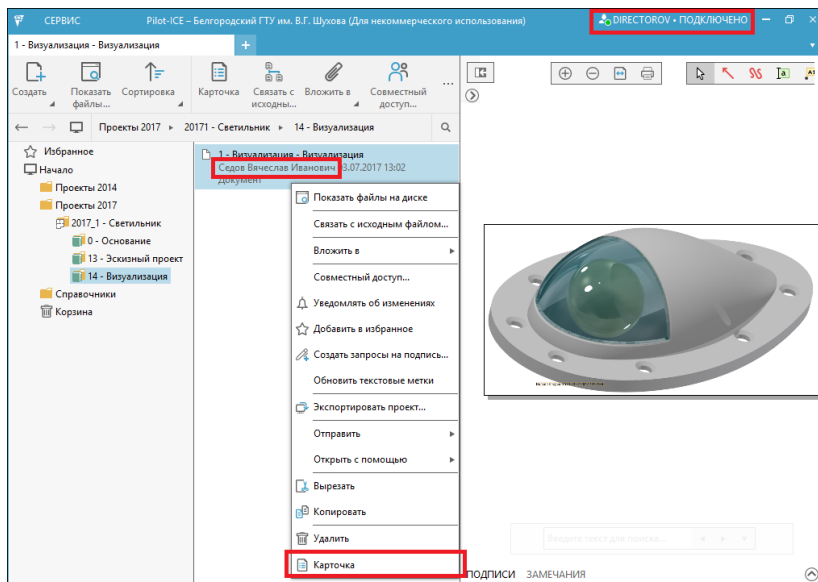 СЕРВИС
Pilot-ICE – Белгородский ГТУ им. В.Г. Шухова (Для некоммерческого использования)
DIRECTOROV • ПОДКЛЮЧЕНО
1 - Визуализация - Визуализация
Создать
Показать файлы...
Сортировка
Карточка
Связать с исходны...
Вложить в
Совместный доступ...
...
Проекты 2017
20171 - Светильник
14 - Визуализация
Избранное
Начало
Проекты 2014
Проекты 2017
2017_1 - Светильник
0 - Основание
13 - Эскизный проект
14 - Визуализация
Справочники
Корзина
1 - Визуализация - Визуализация
Седов Вячеслав Иванович 03.07.2017 13:02
Документ
Показать файлы на диске
Связать с исходным файлом...
Вложить в
Совместный доступ...
Уведомлять об изменениях
Добавить в избранное
Создать запросы на подпись...
Обновить текстовые метки
Экспортировать проект...
Отправить
Открыть с помощью
Вырезать
Копировать
Удалить
Карточка
Введите текст для поиска...
ПОДПИСИ
ЗАМЕЧАНИЯ